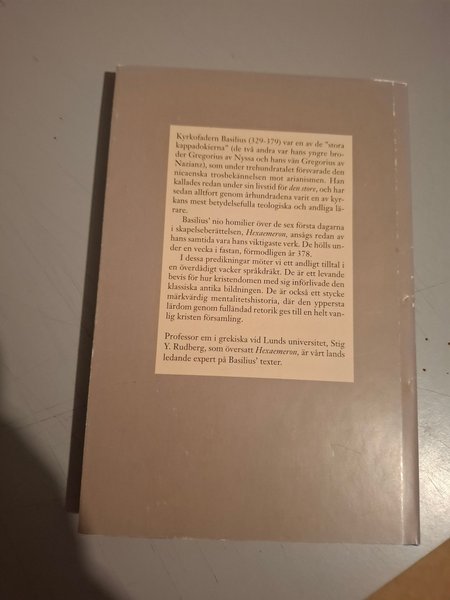 Kyrkofadern Basilius (329-379) var en av de "stora
kappadokierna" (de två andra var hans yngre bro-
der Gregorius av Nyssa och hans vän Gregorius av
Nazianz), som under trehundratalet försvarade den
nicaenska trosbekännelsen mot arianismen. Han
kallades redan under sin livstid för den store, och har
sedan alltfort genom århundradena varit en av kyr-
kans mest betydelsefulla teologiska och andliga lä-
rare.
Basilius' nio homilier över de sex första dagarna
i skapelseberättelsen, Hexaemeron, ansågs redan av
hans samtida vara hans viktigaste verk. De hölls un-
der en vecka i fastan, förmodligen år 378.
I dessa predikningar möter vi ett andligt tilltal i
en överdådigt vacker språkdräkt. De är ett levande
bevis för hur kristendomen med sig införlivade den
klassiska antika bildningen. De är också ett stycke
märkvärdig mentalitetshistoria, där den yppersta
lärdom genom fulländad retorik ges till en helt van-
lig kristen församling.
Professor em i grekiska vid Lunds universitet, Stig
Y. Rudberg, som översatt Hexaemeron, är vårt lands
ledande expert på Basilius' texter.